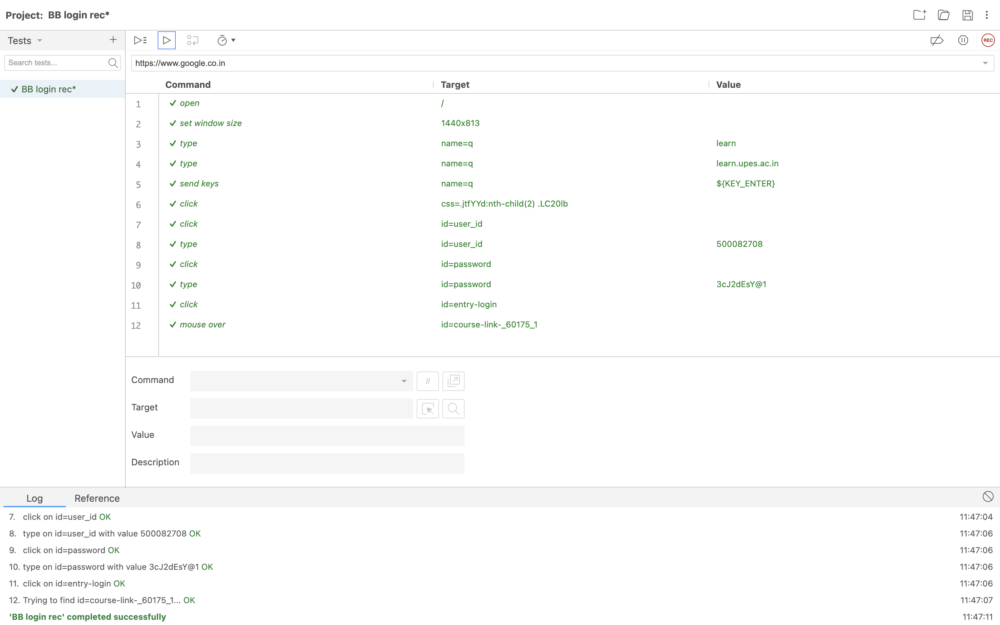 Project: BB login rec*
Tests
REC
Search tests...
https://www.google.co.in
✓ BB login rec*
Command Target Value
1 ✓ open /
2 ✓ set window size 1440x813
3 ✓ type name=q learn
4 ✓ type name=q learn.upes.ac.in
5 ✓ send keys name=q ${KEY_ENTER}
6 ✓ click css=.jtfYYd:nth-child(2) .LC20lb
7 ✓ click id=user_id
8 ✓ type id=user_id 500082708
9 ✓ click id=password
10 ✓ type id=password 3cJ2dEsY@1
11 ✓ click id=entry-login
12 ✓ mouse over id=course-link-_60175_1
Command //
Target
Value
Description
Log Reference
7. click on id=user_id OK 11:47:04
8. type on id=user_id with value 500082708 OK 11:47:06
9. click on id=password OK 11:47:06
10. type on id=password with value 3cJ2dEsY@1 OK 11:47:06
11. click on id=entry-login OK 11:47:06
12. Trying to find id=course-link-_60175_1... OK 11:47:07
'BB login rec' completed successfully 11:47:11